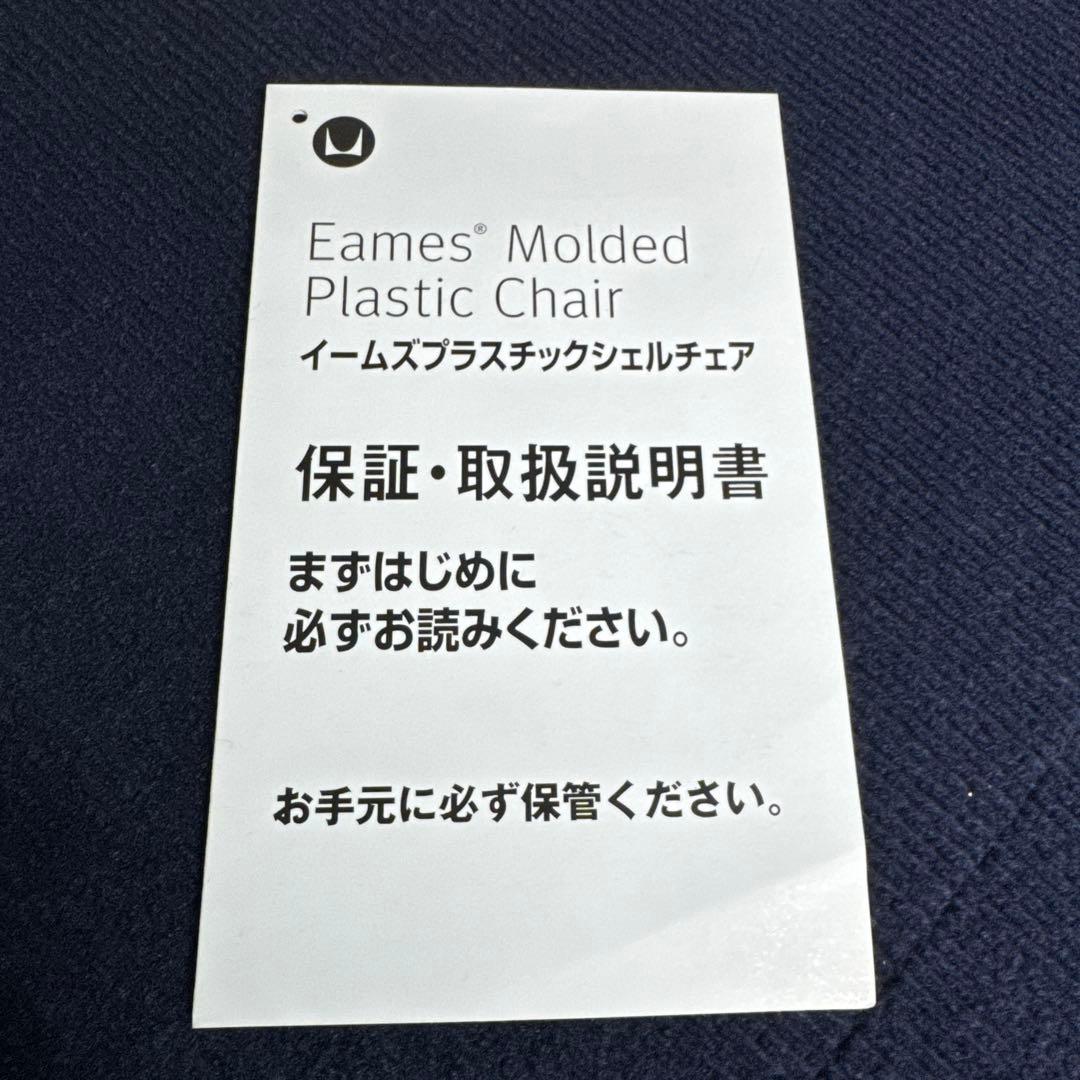 Eames® Molded
Plastic Chair
イームズプラスチックシェルチェア
保証・取扱説明書
まずはじめに
必ずお読みください。
お手元に必ず保管ください。